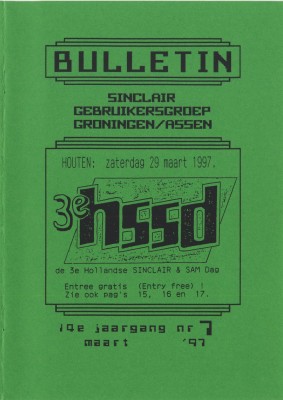 BULLETIN
SINCLAIR
GEBRUIKERSGROEP
GRONINGEN/ASSEN
HOUTEN: zaterdag 29 maart 1997.
3e hssd
de 3e Hollandse SINCLAIR & SAM Dag
Entree gratis (Entry free) !
Zie ook pag's 15, 16 en 17.
14e jaargang nr 7
maart '97